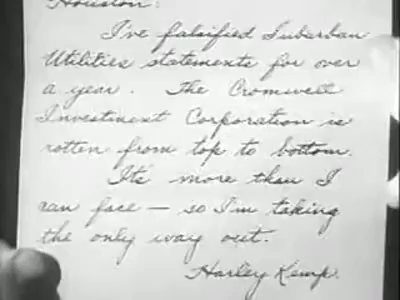 Houston:
I've falsified Suburban
Utilities statements for over
a year. The Cromwell
Investment Corporation is
rotten from top to bottom.
It's more than I
can face — so I'm taking
the only way out.
Harley Kemp.